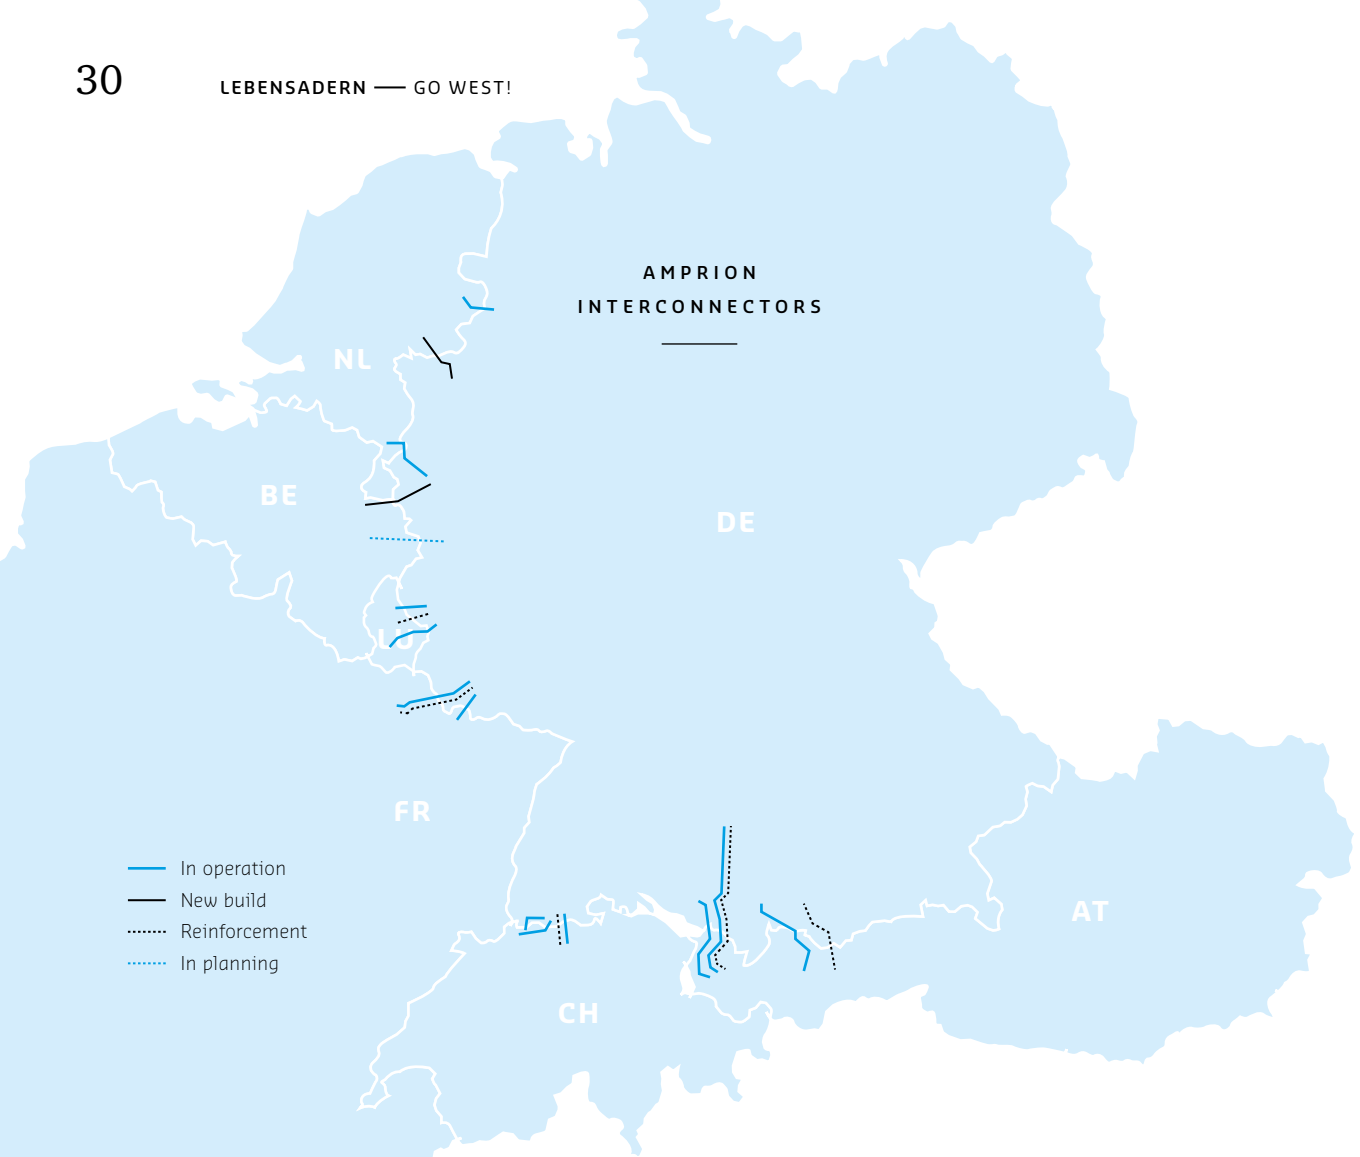 30
LEBENSADERN — GO WEST!
AMPRION
INTERCONNECTORS
NL
BE
DE
LU
FR
In operation
New build
Reinforcement
In planning
AT
CH